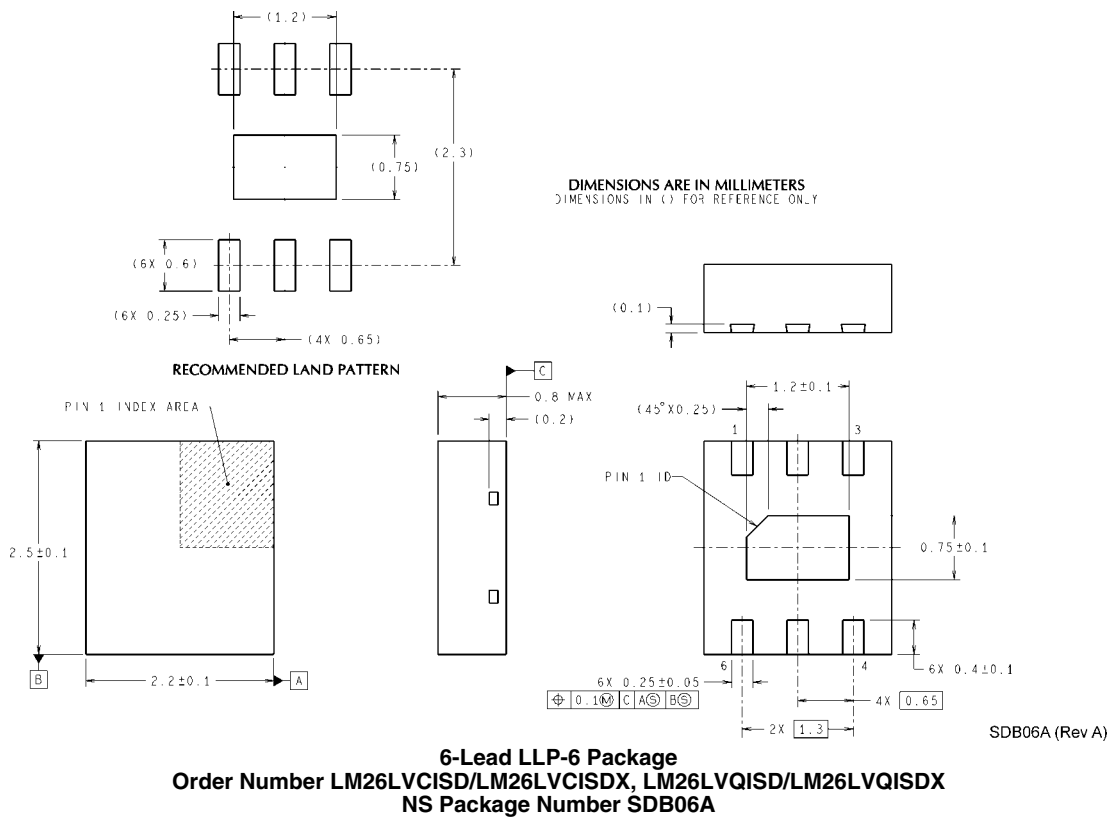 (1.2)
(2.3)
(0.75)
DIMENSIONS ARE IN MILLIMETERS
DIMENSIONS IN () FOR REFERENCE ONLY
(6X 0.6)
(6X 0.25)
(4X 0.65)
(0.1)
RECOMMENDED LAND PATTERN
C
0.8 MAX
(0.2)
PIN 1 INDEX AREA
2.5±0.1
B
2.2±0.1
A
1.2±0.1
(45°X0.25)
1
3
PIN 1 ID
0.75±0.1
6
4
6X 0.4±0.1
6X 0.25±0.05
⌖ 0.1Ⓜ C AⓈ BⓈ
4X 0.65
2X 1.3
SDB06A (Rev A)
6-Lead LLP-6 Package
Order Number LM26LVCISD/LM26LVCISDX, LM26LVQISD/LM26LVQISDX
NS Package Number SDB06A